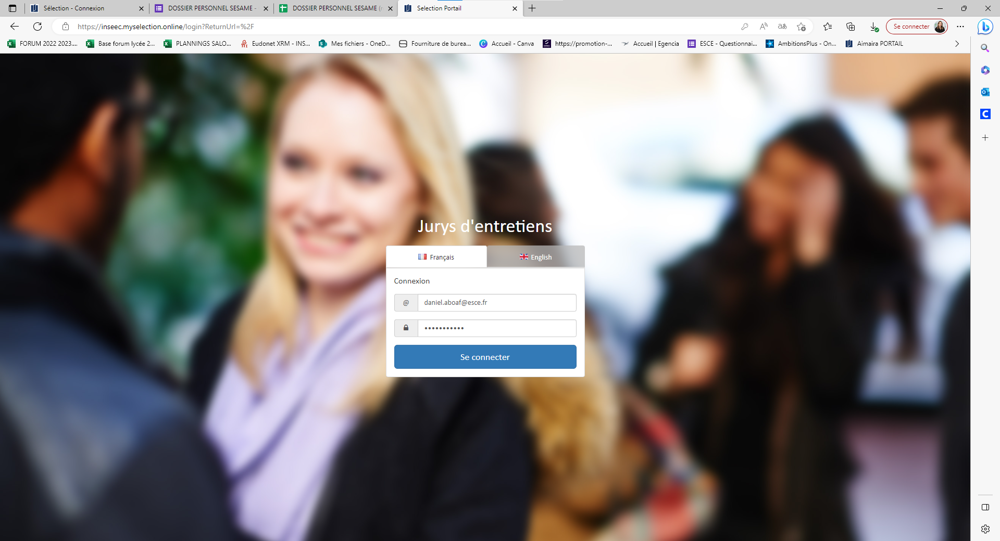 Sélection - Connexion
DOSSIER PERSONNEL SESAME -
DOSSIER PERSONNEL SESAME (r
Selection Portail
https://inseec.myselection.online/login?ReturnUrl=%2F
Se connecter
FORUM 2022 2023....
Base forum lycée 2...
PLANNINGS SALO...
Eudonet XRM - INS...
Mes fichiers - OneD...
Fourniture de burea...
Accueil - Canva
https://promotion-...
Accueil | Egencia
ESCE - Questionnai...
AmbitionsPlus - On...
Aimaira PORTAIL
Jurys d'entretiens
Français
English
Connexion
@ daniel.aboaf@esce.fr
•••••••••••
Se connecter